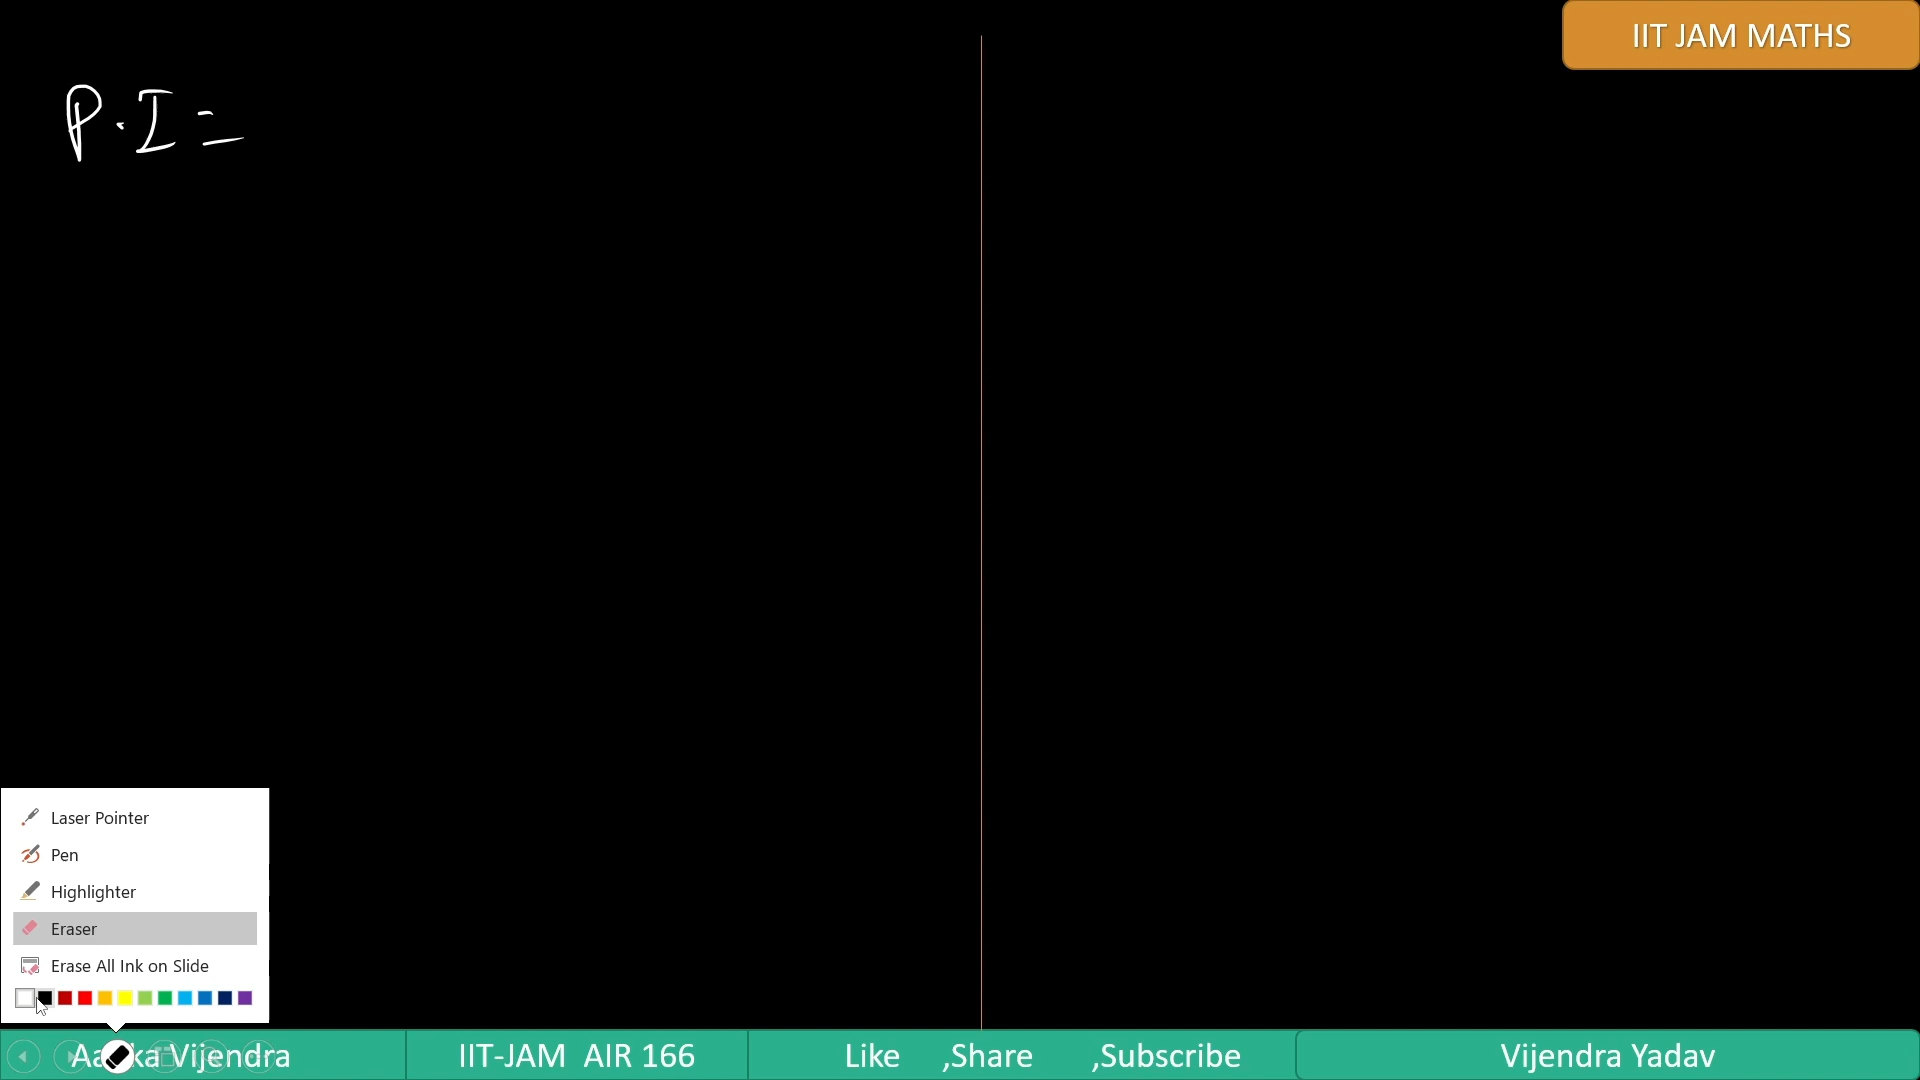 IIT JAM MATHS
P.I =
Laser Pointer
Pen
Highlighter
Eraser
Erase All Ink on Slide
Vijendra
IIT-JAM AIR 166
Like ,Share ,Subscribe
Vijendra Yadav